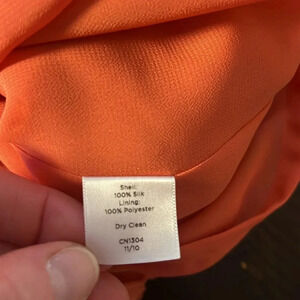 Shell:
100% Silk
Lining:
100% Polyester
Dry Clean
CN1304
11/10